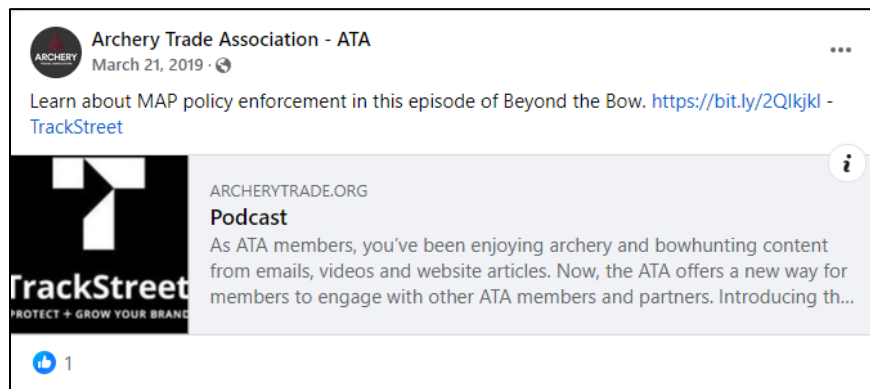 ARCHERY
TRADE ASSOCIATION
Archery Trade Association - ATA
March 21, 2019 ·
Learn about MAP policy enforcement in this episode of Beyond the Bow. https://bit.ly/2Qlkjkl -
TrackStreet
TrackStreet
PROTECT + GROW YOUR BRAND
ARCHERYTRADE.ORG
Podcast
As ATA members, you've been enjoying archery and bowhunting content
from emails, videos and website articles. Now, the ATA offers a new way for
members to engage with other ATA members and partners. Introducing th...
1